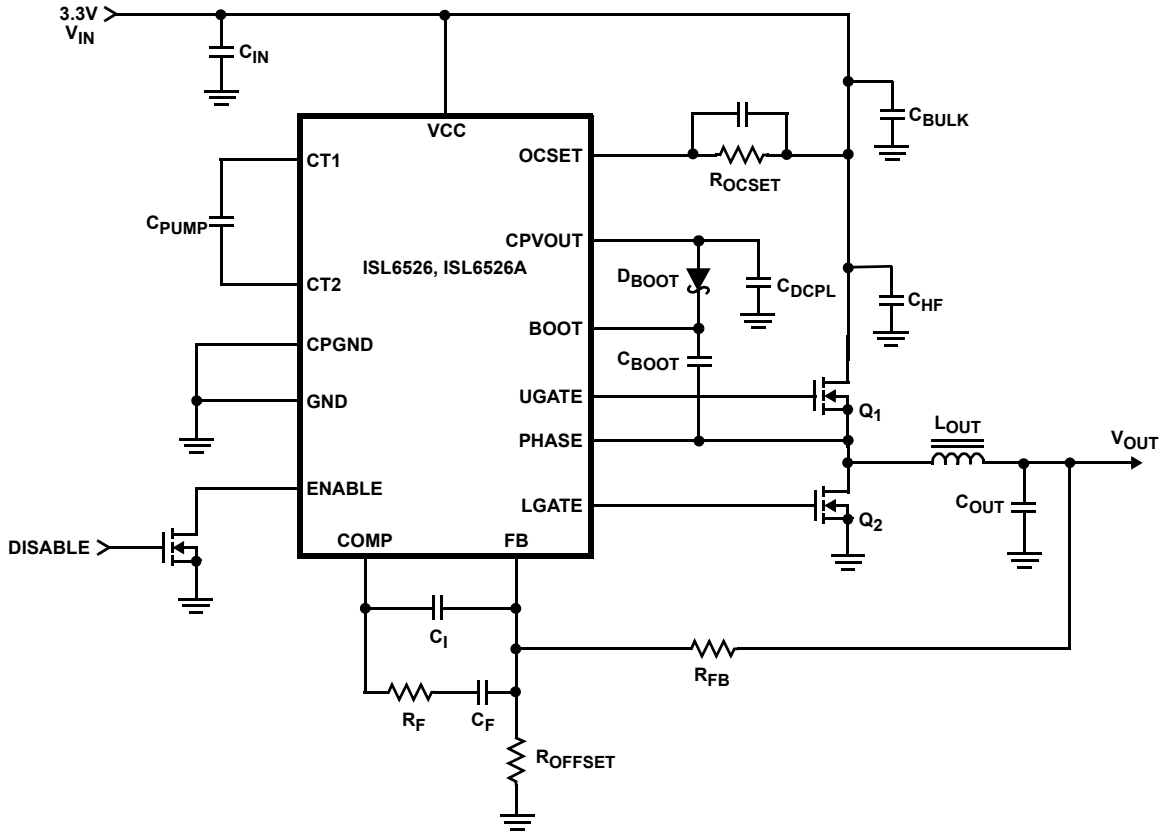 3.3V
VIN
CIN
CBULK
VCC
OCSET
ROCSET
CT1
CPUMP
CT2
CPVOUT
ISL6526, ISL6526A
DBOOT
CDCPL
CHF
BOOT
CBOOT
CPGND
GND
UGATE
Q1
PHASE
LOUT
VOUT
ENABLE
LGATE
Q2
COUT
DISABLE
COMP
FB
CI
RFB
RF
CF
ROFFSET